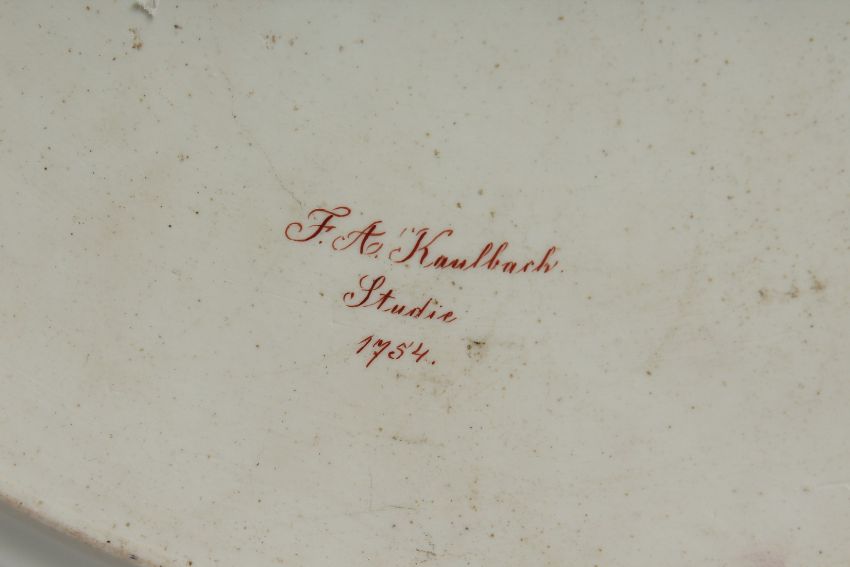 F. A. Kaulbach.
Studie
1754.